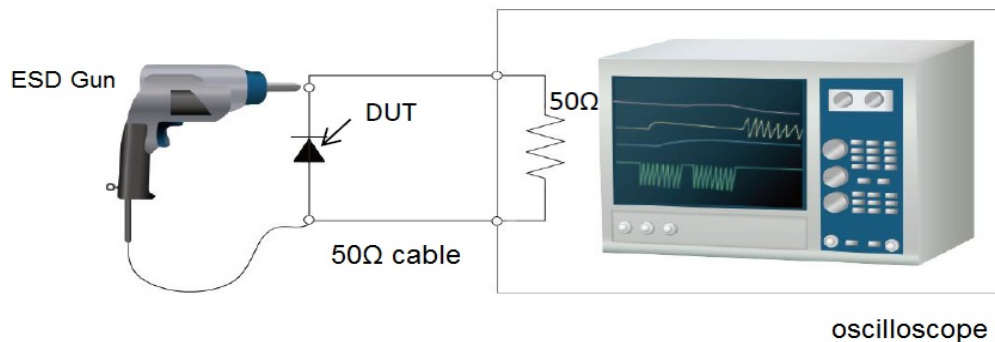 ESD Gun
DUT
50Ω
50Ω cable
oscilloscope